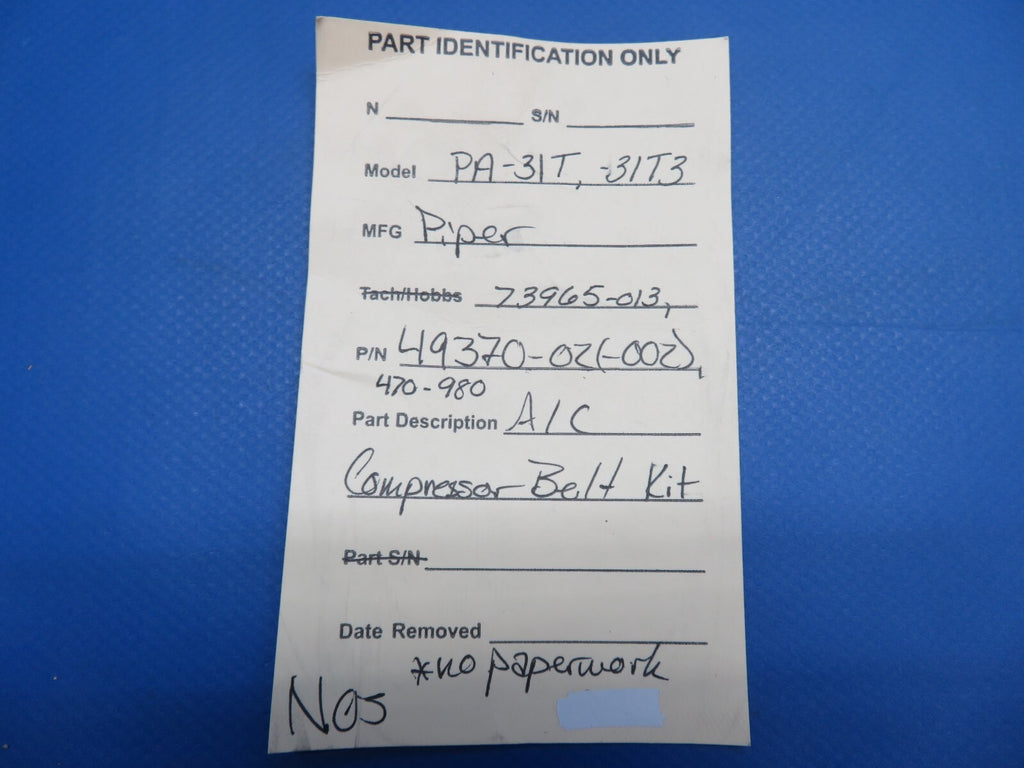 PART IDENTIFICATION ONLY
N S/N
Model PA-31T, -31T3
MFG Piper
Tach/Hobbs 73965-013,
P/N 49370-02(-002),
470-980
Part Description A/C
Compressor Belt Kit
Part S/N
Date Removed
*no paperwork
NOS